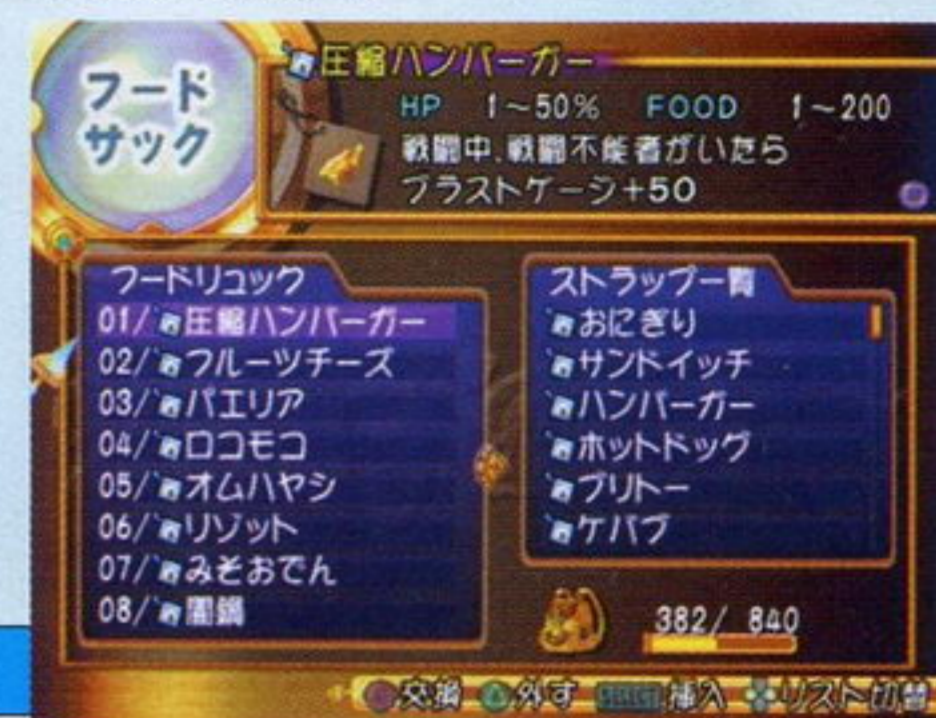 フード
サック
圧縮ハンバーガー
HP 1～50% FOOD 1～200
戦闘中、戦闘不能者がいたら
ブラストゲージ+50
フードリュック
01/圧縮ハンバーガー
02/フルーツチーズ
03/パエリア
04/ロコモコ
05/オムハヤシ
06/リゾット
07/みそおでん
08/闇鍋
ストラップ一覧
おにぎり
サンドイッチ
ハンバーガー
ホットドッグ
ブリトー
ケバブ
382/ 840
交換 外す SELECT 挿入 リスト切替